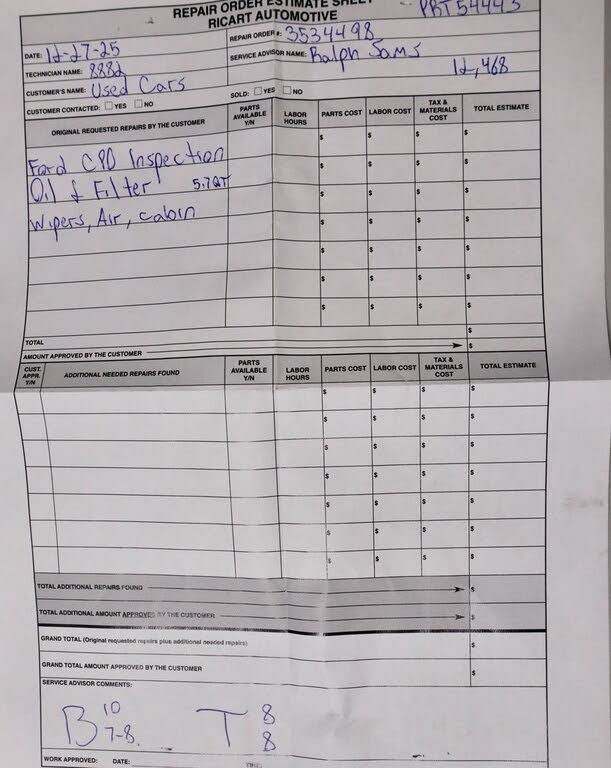 REPAIR ORDER ESTIMATE SHEET
RICART AUTOMOTIVE
PRT54443
DATE: 12-27-25
REPAIR ORDER #: 3534498
TECHNICIAN NAME: 8882
SERVICE ADVISOR NAME: Ralph Sams
12,468
CUSTOMER'S NAME: Used Cars
CUSTOMER CONTACTED: YES NO
SOLD: YES NO
ORIGINAL REQUESTED REPAIRS BY THE CUSTOMER
PARTS AVAILABLE Y/N
LABOR HOURS
PARTS COST
LABOR COST
TAX & MATERIALS COST
TOTAL ESTIMATE
$ $ $ $
Ford CPO Inspection
$ $ $ $
Oil & Filter 5.7QT
$ $ $ $
Wipers, Air, cabin
$ $ $ $
$ $ $ $
$ $ $ $
$ $ $ $
TOTAL $
AMOUNT APPROVED BY THE CUSTOMER $
CUST. APPR. Y/N
ADDITIONAL NEEDED REPAIRS FOUND
PARTS AVAILABLE Y/N
LABOR HOURS
PARTS COST
LABOR COST
TAX & MATERIALS COST
TOTAL ESTIMATE
$ $ $ $
$ $ $ $
$ $ $ $
$ $ $ $
$ $ $ $
$ $ $ $
$ $ $ $
TOTAL ADDITIONAL REPAIRS FOUND $
TOTAL ADDITIONAL AMOUNT APPROVED BY THE CUSTOMER $
GRAND TOTAL (Original requested repairs plus additional needed repairs) $
GRAND TOTAL AMOUNT APPROVED BY THE CUSTOMER $
SERVICE ADVISOR COMMENTS:
B 10 7-8. T 8 8
WORK APPROVED: DATE: TIME: